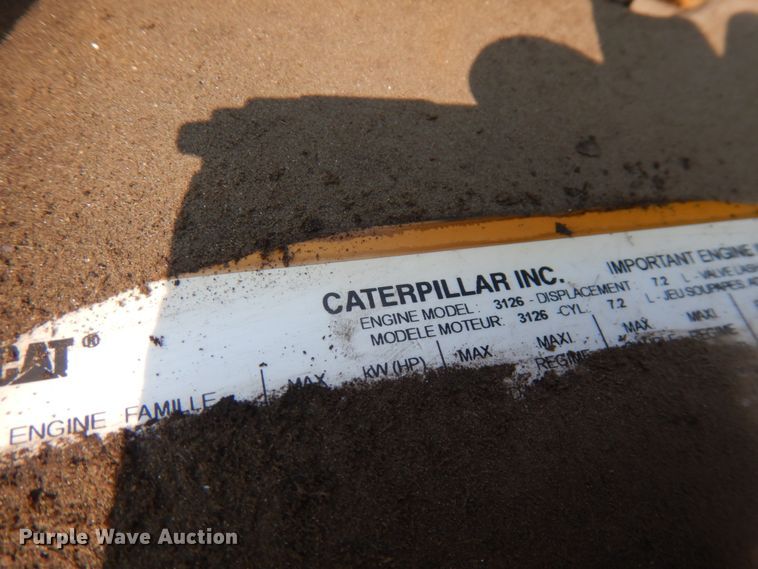 CATERPILLAR INC.
IMPORTANT ENGINE
ENGINE MODEL: 3126 - DISPLACEMENT 7.2 L - VALVE LASH
MODELE MOTEUR: 3126 -CYL: 7.2 L - JEU SOUPAPES: A
CAT ®
ENGINE FAMILLE
MAX KW (HP)
MAX MAXI
REGIME
MAX MAXI
REGIME
Purple Wave Auction